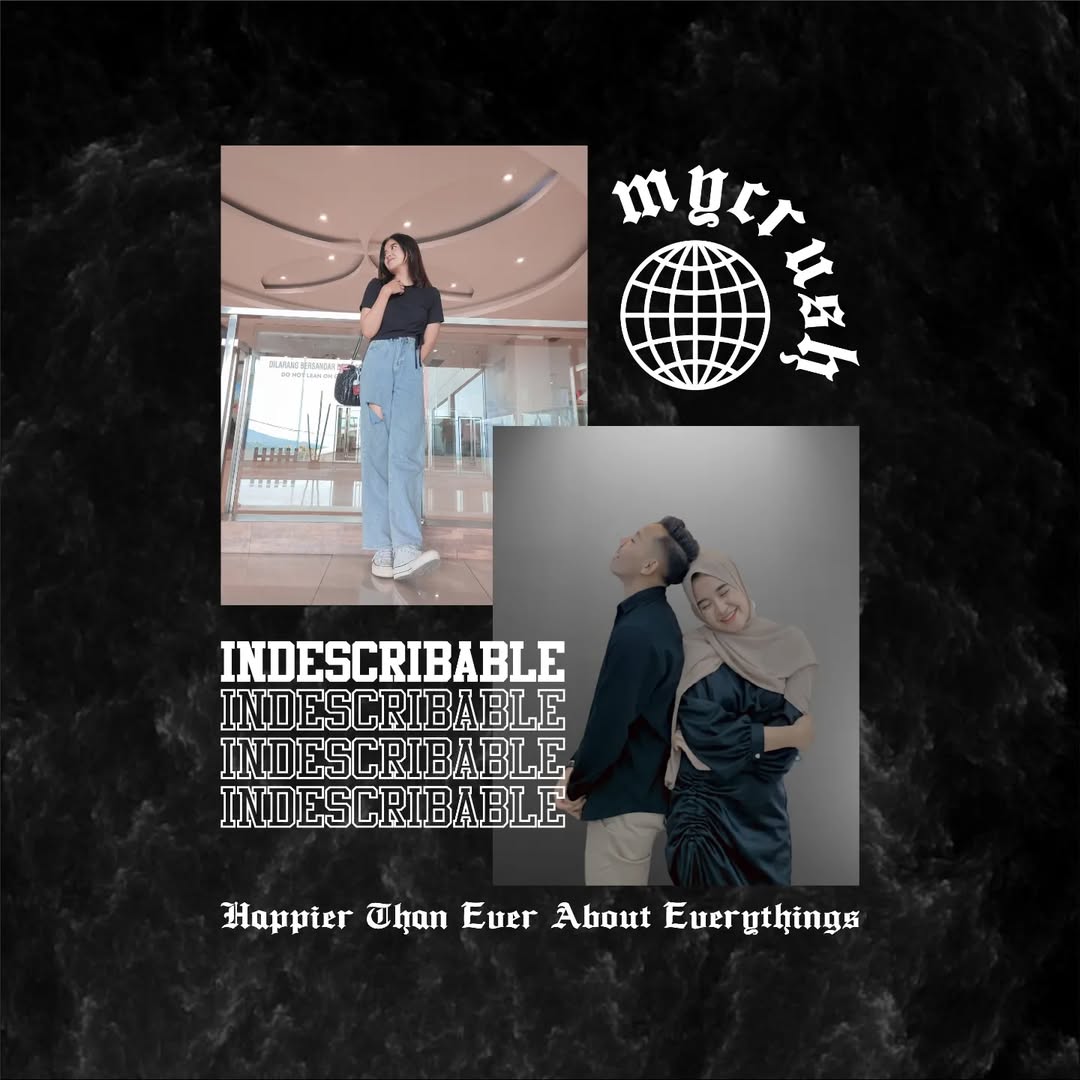 mycrush
DILARANG BERSANDAR
DO NOT LEAN ON
INDESCRIBABLE
INDESCRIBABLE
INDESCRIBABLE
INDESCRIBABLE
Happier Than Ever About Everythings